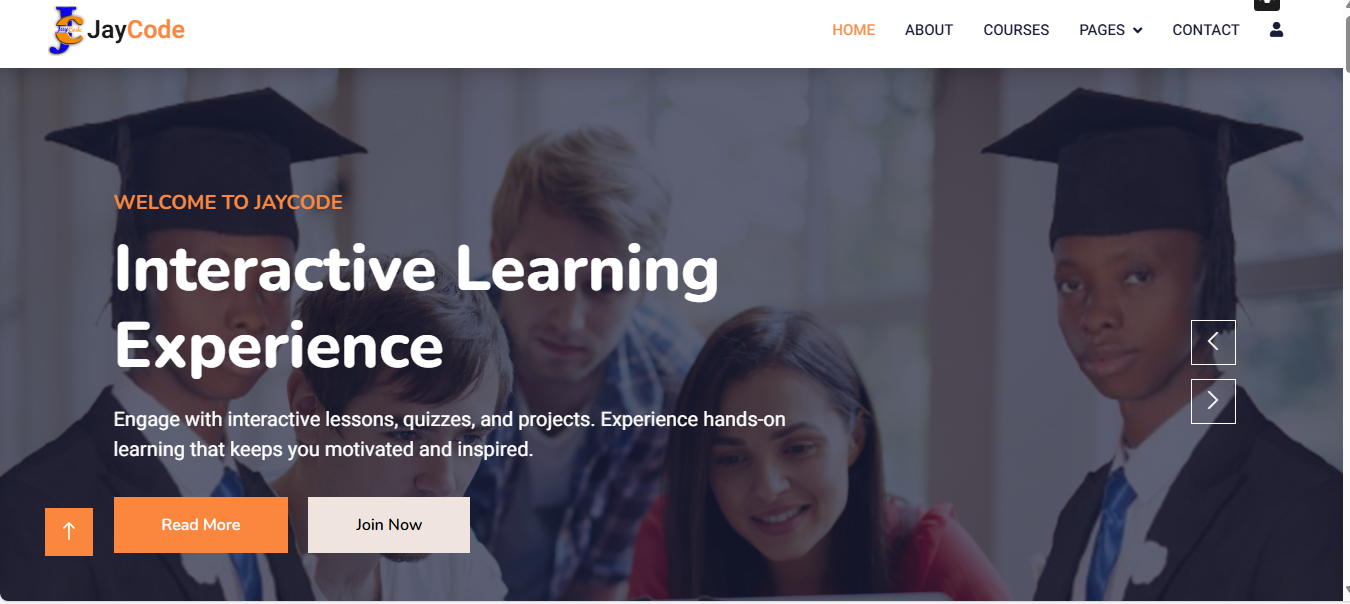 JayCode
HOME ABOUT COURSES PAGES CONTACT
WELCOME TO JAYCODE
Interactive Learning
Experience
Engage with interactive lessons, quizzes, and projects. Experience hands-on
learning that keeps you motivated and inspired.
Read More Join Now